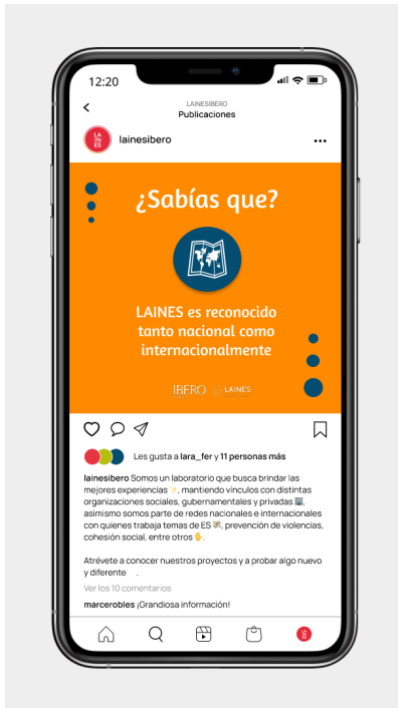 12:20
LAINESIBERO
Publicaciones
lainesibero
¿Sabías que?
LAINES es reconocido
tanto nacional como
internacionalmente
IBERO LAINES
Les gusta a lara_fer y 11 personas más
lainesibero Somos un laboratorio que busca brindar las
mejores experiencias ✨, mantiendo vínculos con distintas
organizaciones sociales, gubernamentales y privadas 🏢,
asimismo somos parte de redes nacionales e internacionales
con quienes trabaja temas de ES 💸, prevención de violencias,
cohesión social, entre otros ✋.
Atrévete a conocer nuestros proyectos y a probar algo nuevo
y diferente .
Ver los 10 comentarios
marcerobles ¡Grandiosa información!